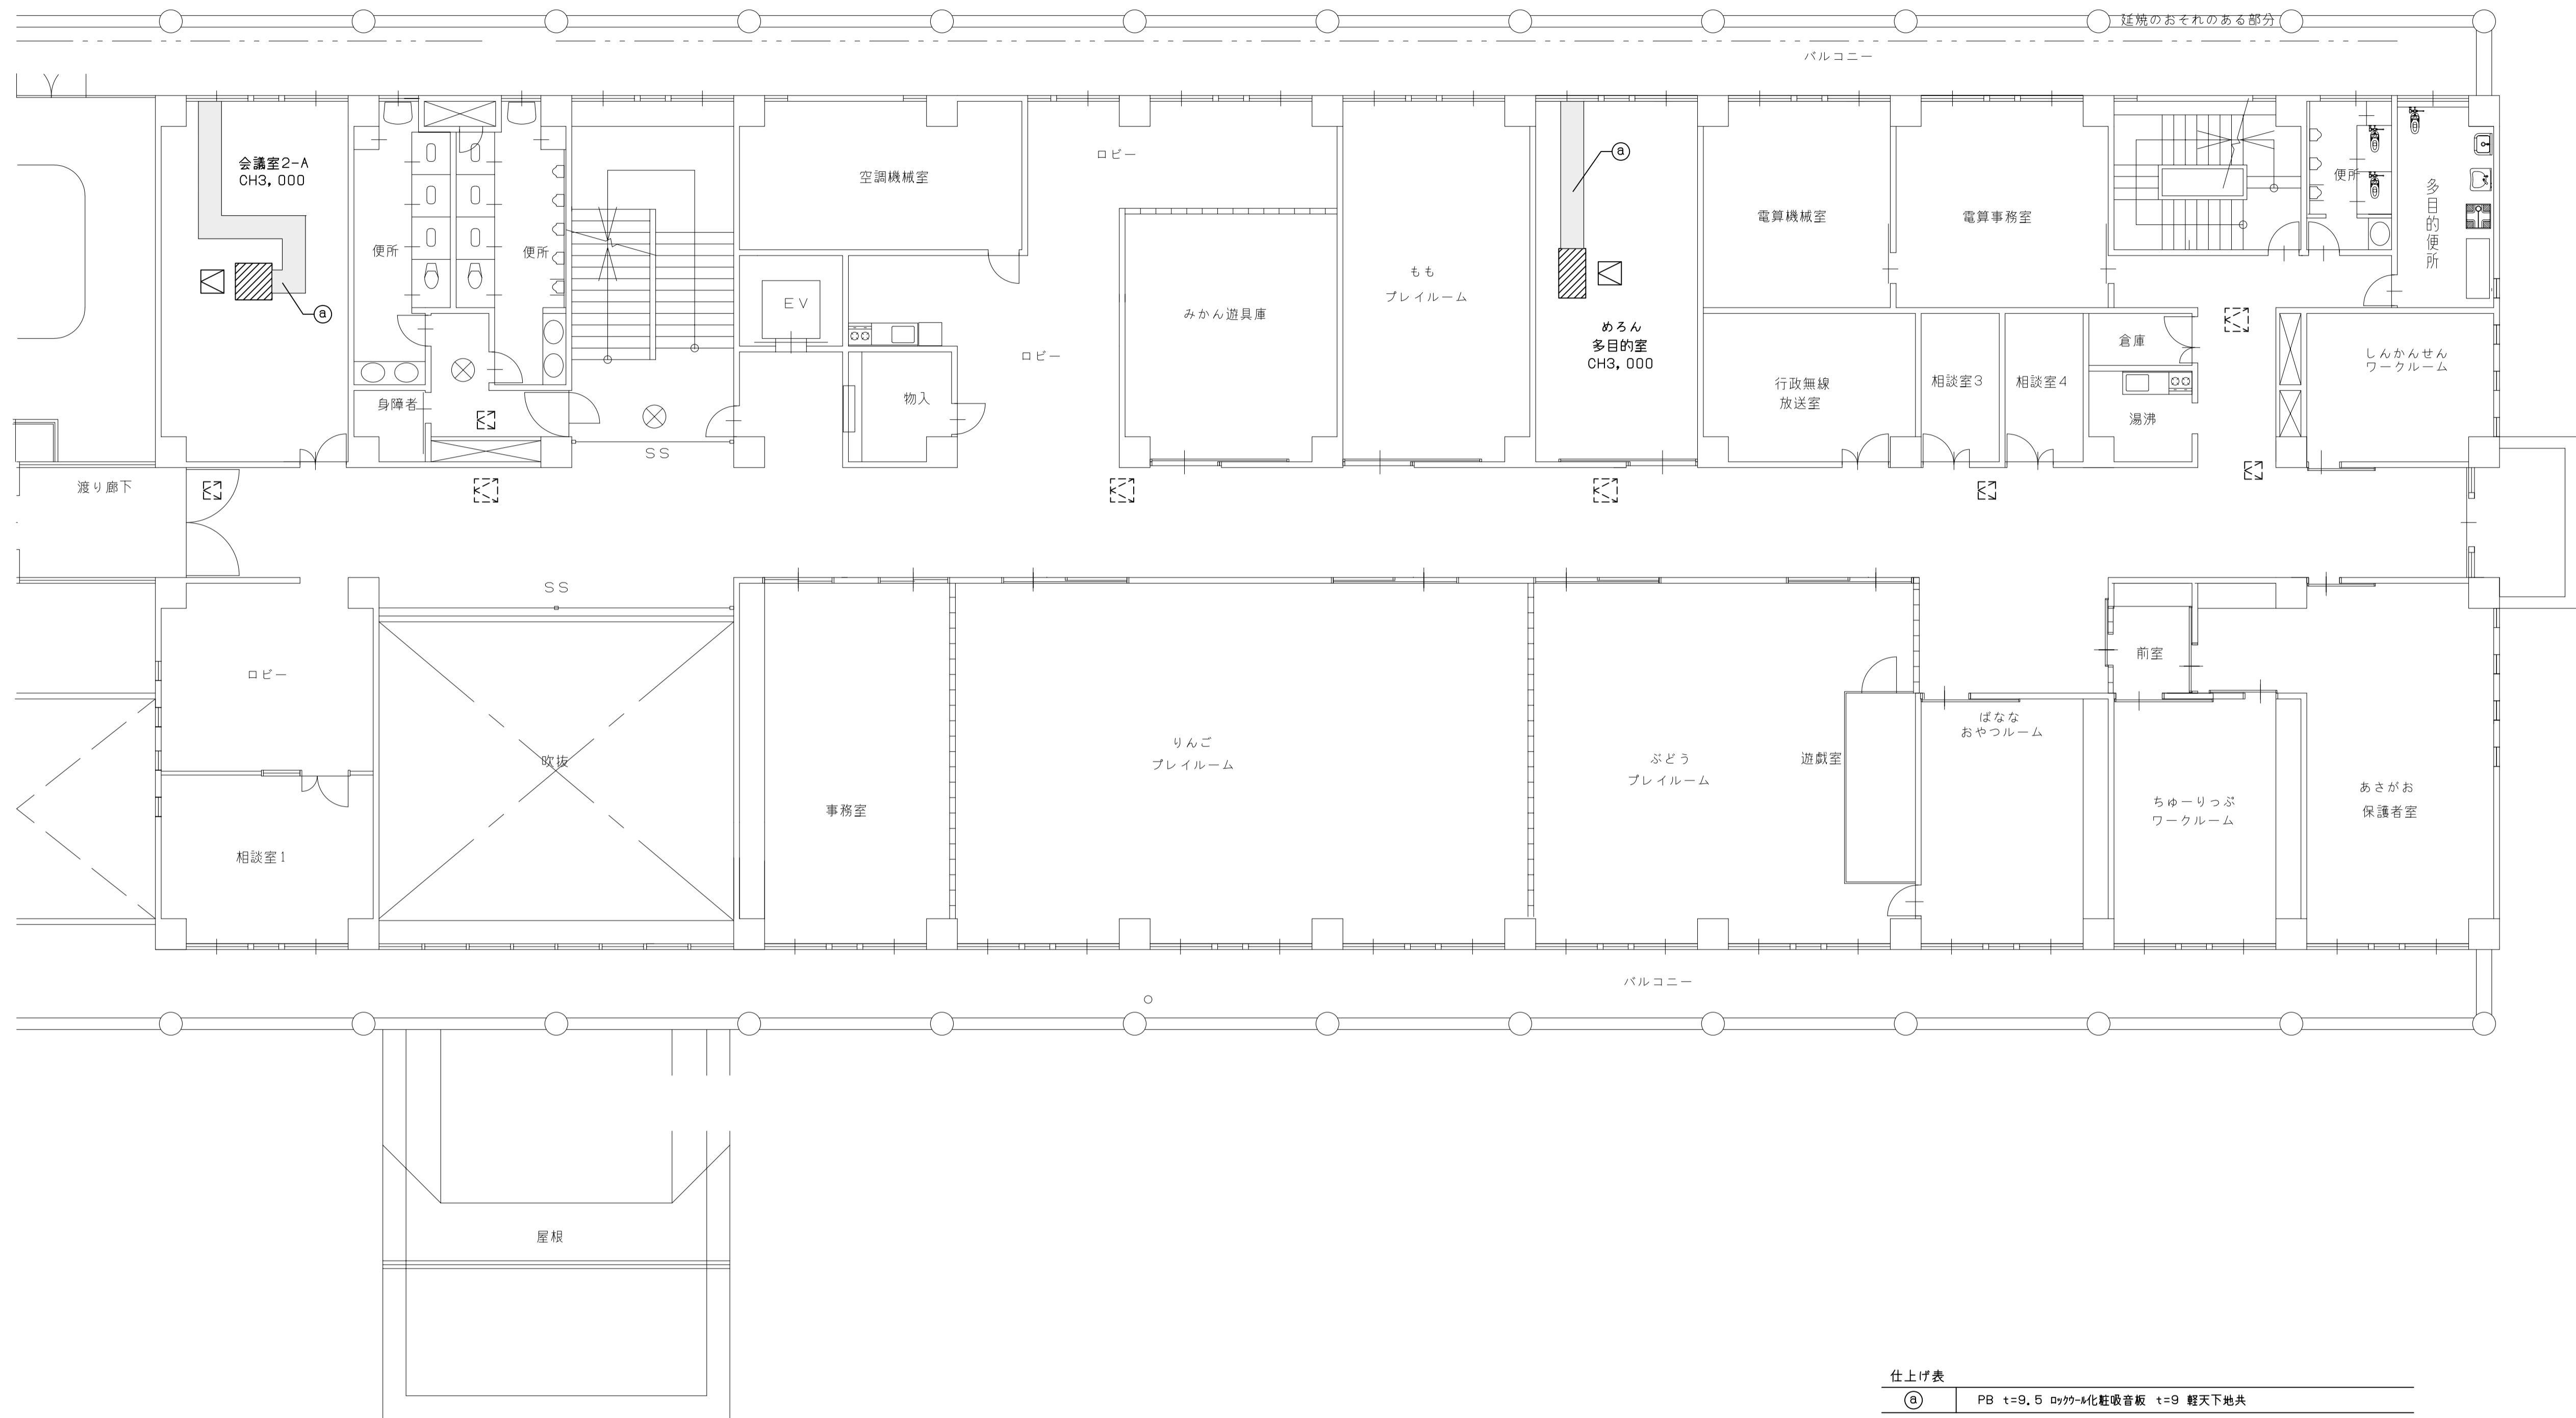 延焼のおそれのある部分
バルコニー
会議室2-A
CH3,000
ⓐ
便所
便所
身障者
SS
空調機械室
EV
物入
ロビー
ロビー
みかん遊具庫
もも
プレイルーム
ⓐ
めろん
多目的室
CH3,000
電算機械室
電算事務室
行政無線
放送室
相談室3
相談室4
倉庫
湯沸
便所
多目的便所
しんかんせん
ワークルーム
渡り廊下
SS
ロビー
吹抜
相談室1
事務室
りんご
プレイルーム
ぶどう
プレイルーム
遊戯室
ばなな
おやつルーム
前室
ちゅーりっぷ
ワークルーム
あさがお
保護者室
バルコニー
屋根
仕上げ表
ⓐ PB t=9.5 ロックウール化粧吸音板 t=9 軽天下地共